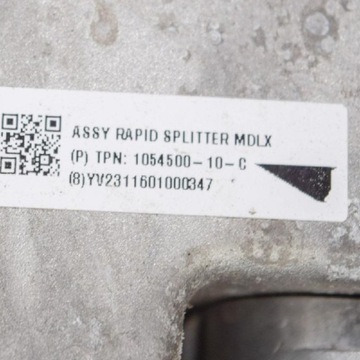 ASSY RAPID SPLITTER MDLX
(P) TPN: 1054500-10-C
(8)YV2311601000347